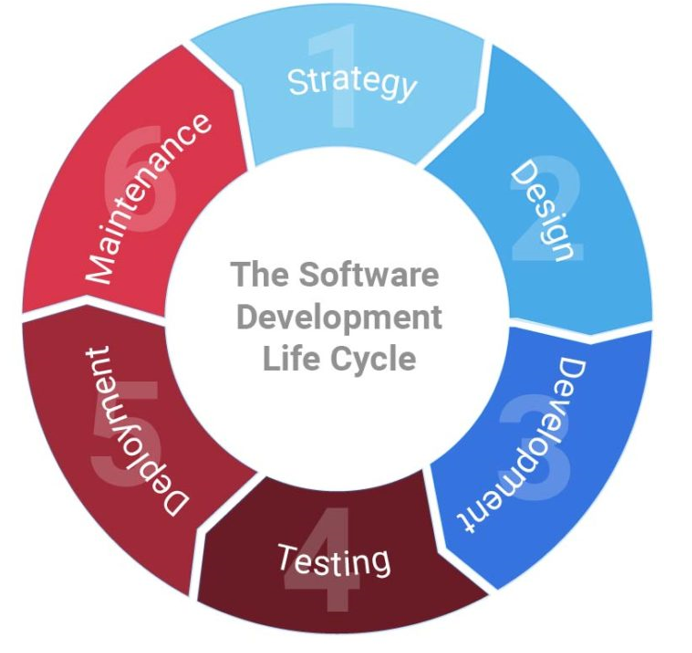 1
Strategy
2
Design
3
Development
4
Testing
5
Deployment
6
Maintenance
The Software
Development
Life Cycle